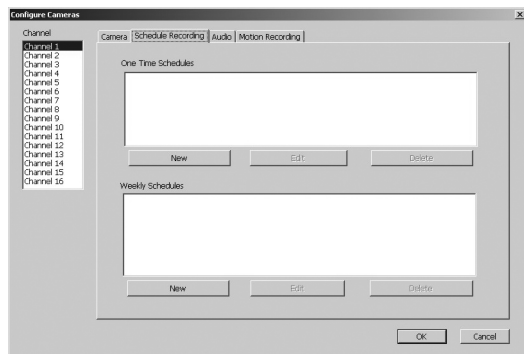 Configure Cameras
X
Channel
Channel 1
Channel 2
Channel 3
Channel 4
Channel 5
Channel 6
Channel 7
Channel 8
Channel 9
Channel 10
Channel 11
Channel 12
Channel 13
Channel 14
Channel 15
Channel 16
Camera Schedule Recording Audio Motion Recording
One Time Schedules
New Edit Delete
Weekly Schedules
New Edit Delete
OK Cancel